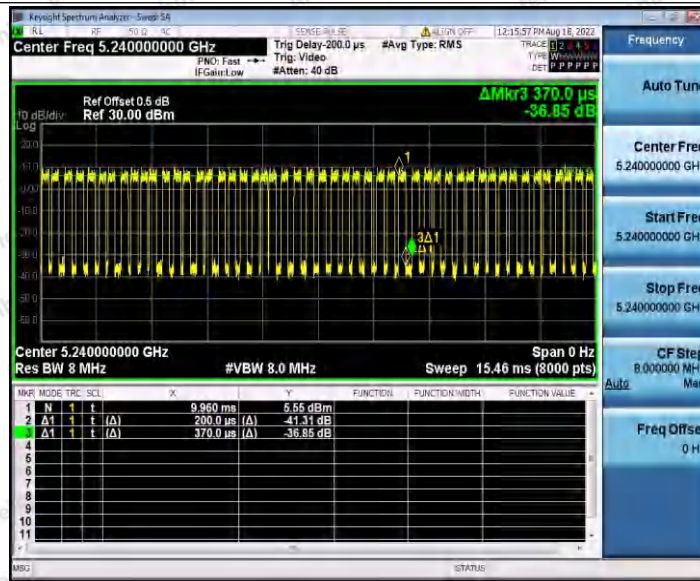 Keysight Spectrum Analyzer - Swept SA
RL RF 50 Ω AC SENSE:PULSE ALIGN OFF 12:15:57 PM Aug 18, 2022
Center Freq 5.240000000 GHz
PNO: Fast
IFGain:Low
Trig Delay-200.0 µs
Trig: Video
#Atten: 40 dB
#Avg Type: RMS
TRACE 1 2 3 4 5 6
TYPE
DET P P P P P P
Ref Offset 0.5 dB
10 dB/div Ref 30.00 dBm
Log
ΔMkr3 370.0 µs
-36.85 dB
20.0
10.0
0.00
-10.0
-20.0
-30.0
-40.0
-50.0
-60.0
1
3Δ1
Center 5.240000000 GHz Span 0 Hz
Res BW 8 MHz #VBW 8.0 MHz Sweep 15.46 ms (8000 pts)
MKR MODE TRC SCL X Y FUNCTION FUNCTION WIDTH FUNCTION VALUE
1 N 1 t 9.960 ms 5.55 dBm
2 Δ1 1 t (Δ) 200.0 µs (Δ) -41.31 dB
3 Δ1 1 t (Δ) 370.0 µs (Δ) -36.85 dB
4
5
6
7
8
9
10
11
MSG STATUS
Frequency
Auto Tune
Center Freq
5.240000000 GH
Start Freq
5.240000000 GH
Stop Freq
5.240000000 GH
CF Step
8.000000 MH
Auto Ma
Freq Offse
0 H